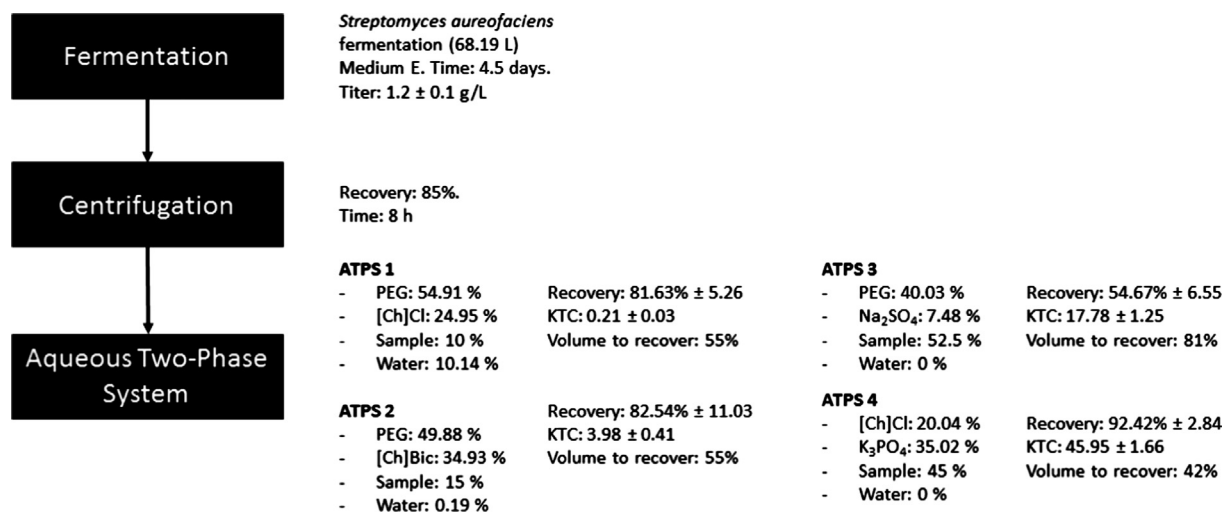 Fermentation
Streptomyces aureofaciens
fermentation (68.19 L)
Medium E. Time: 4.5 days.
Titer: 1.2 ± 0.1 g/L
Centrifugation
Recovery: 85%.
Time: 8 h
Aqueous Two-Phase
System
ATPS 1
- PEG: 54.91 % Recovery: 81.63% ± 5.26
- [Ch]Cl: 24.95 % KTC: 0.21 ± 0.03
- Sample: 10 % Volume to recover: 55%
- Water: 10.14 %
ATPS 2 Recovery: 82.54% ± 11.03
- PEG: 49.88 % KTC: 3.98 ± 0.41
- [Ch]Bic: 34.93 % Volume to recover: 55%
- Sample: 15 %
- Water: 0.19 %
ATPS 3
- PEG: 40.03 % Recovery: 54.67% ± 6.55
- Na₂SO₄: 7.48 % KTC: 17.78 ± 1.25
- Sample: 52.5 % Volume to recover: 81%
- Water: 0 %
ATPS 4
- [Ch]Cl: 20.04 % Recovery: 92.42% ± 2.84
- K₃PO₄: 35.02 % KTC: 45.95 ± 1.66
- Sample: 45 % Volume to recover: 42%
- Water: 0 %